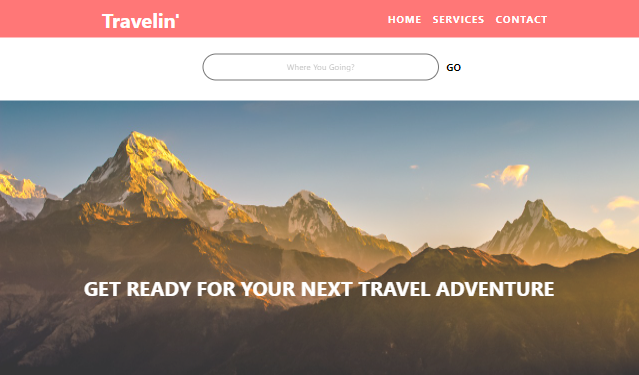 Travelin'
HOME SERVICES CONTACT
Where You Going?
GO
GET READY FOR YOUR NEXT TRAVEL ADVENTURE